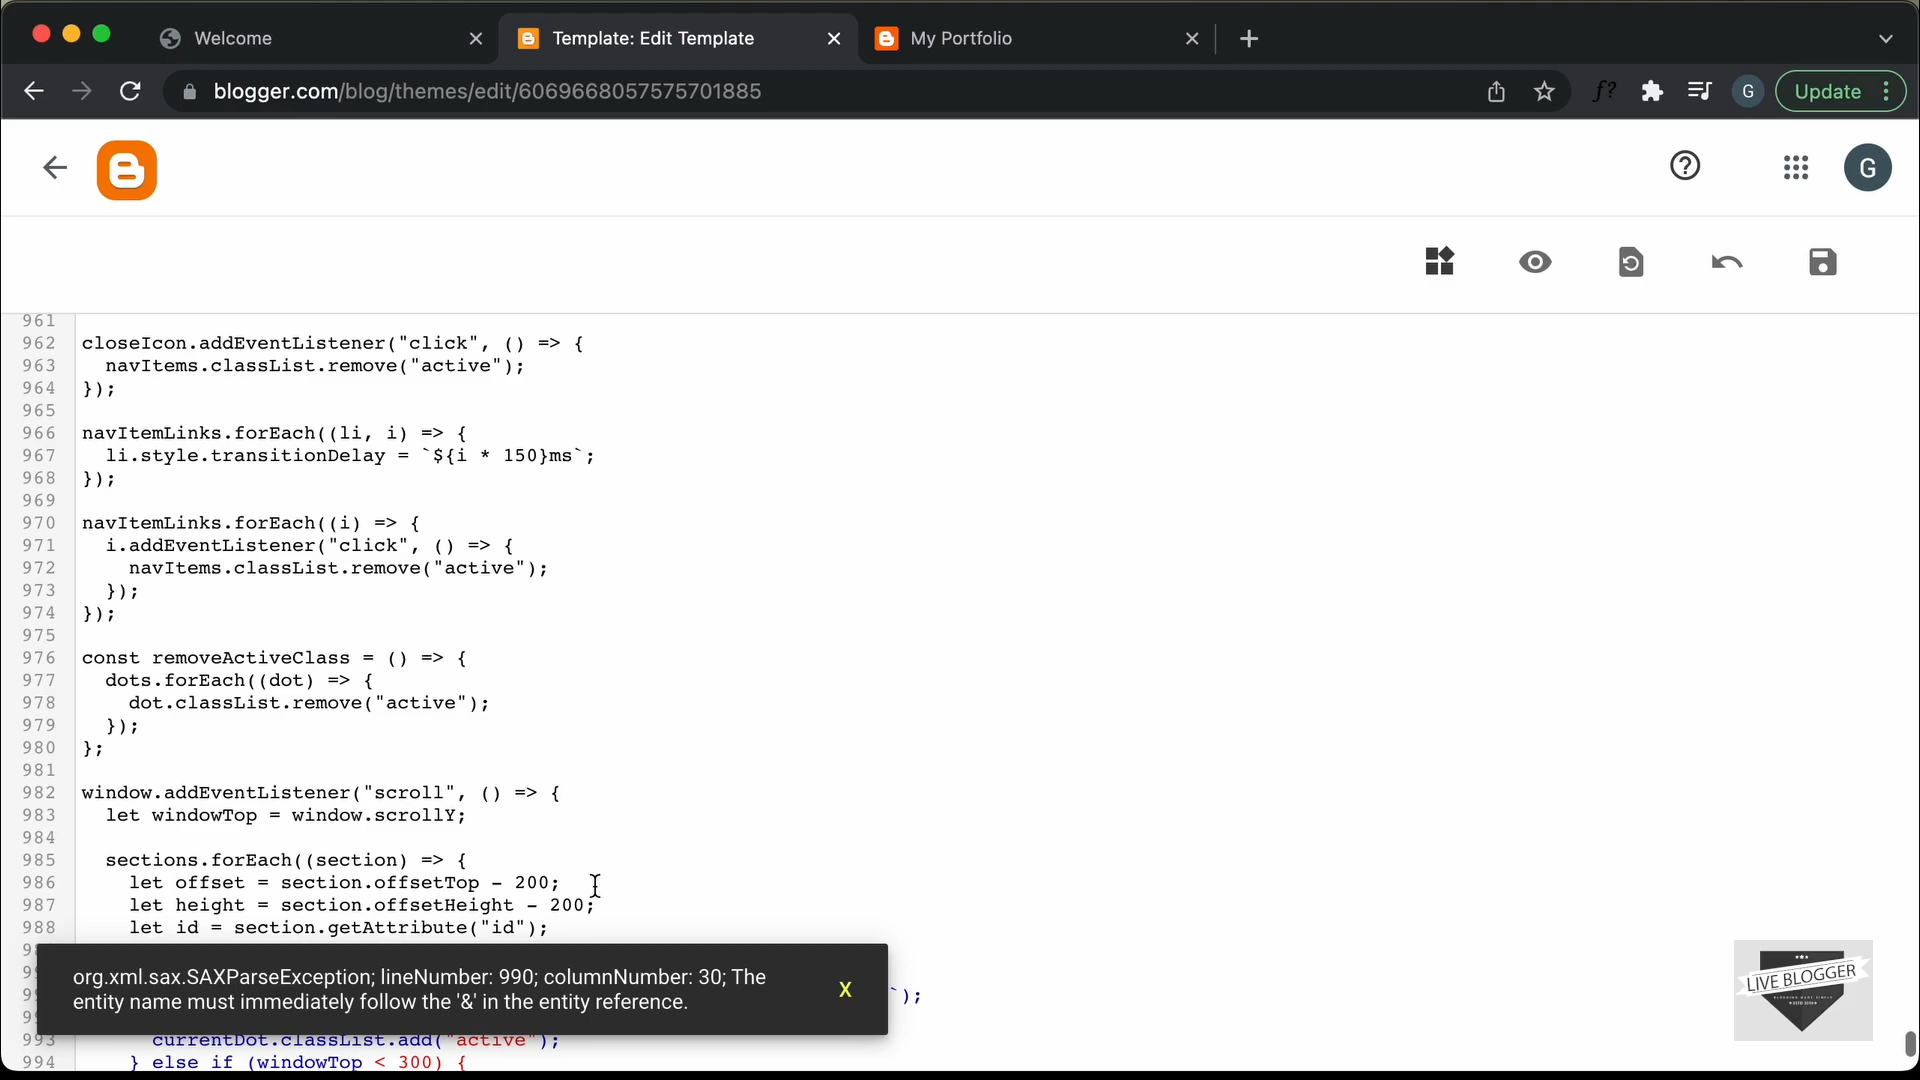 Welcome
Template: Edit Template
My Portfolio
blogger.com/blog/themes/edit/6069668057575701885
f?
G
Update
G
961
962 closeIcon.addEventListener("click", () => {
963 navItems.classList.remove("active");
964 });
965
966 navItemLinks.forEach((li, i) => {
967 li.style.transitionDelay = `${i * 150}ms`;
968 });
969
970 navItemLinks.forEach((i) => {
971 i.addEventListener("click", () => {
972 navItems.classList.remove("active");
973 });
974 });
975
976 const removeActiveClass = () => {
977 dots.forEach((dot) => {
978 dot.classList.remove("active");
979 });
980 };
981
982 window.addEventListener("scroll", () => {
983 let windowTop = window.scrollY;
984
985 sections.forEach((section) => {
986 let offset = section.offsetTop - 200;
987 let height = section.offsetHeight - 200;
988 let id = section.getAttribute("id");
`);
993 currentDot.classList.add("active");
994 } else if (windowTop < 300) {
org.xml.sax.SAXParseException; lineNumber: 990; columnNumber: 30; The
entity name must immediately follow the '&' in the entity reference.
X
LIVE BLOGGER